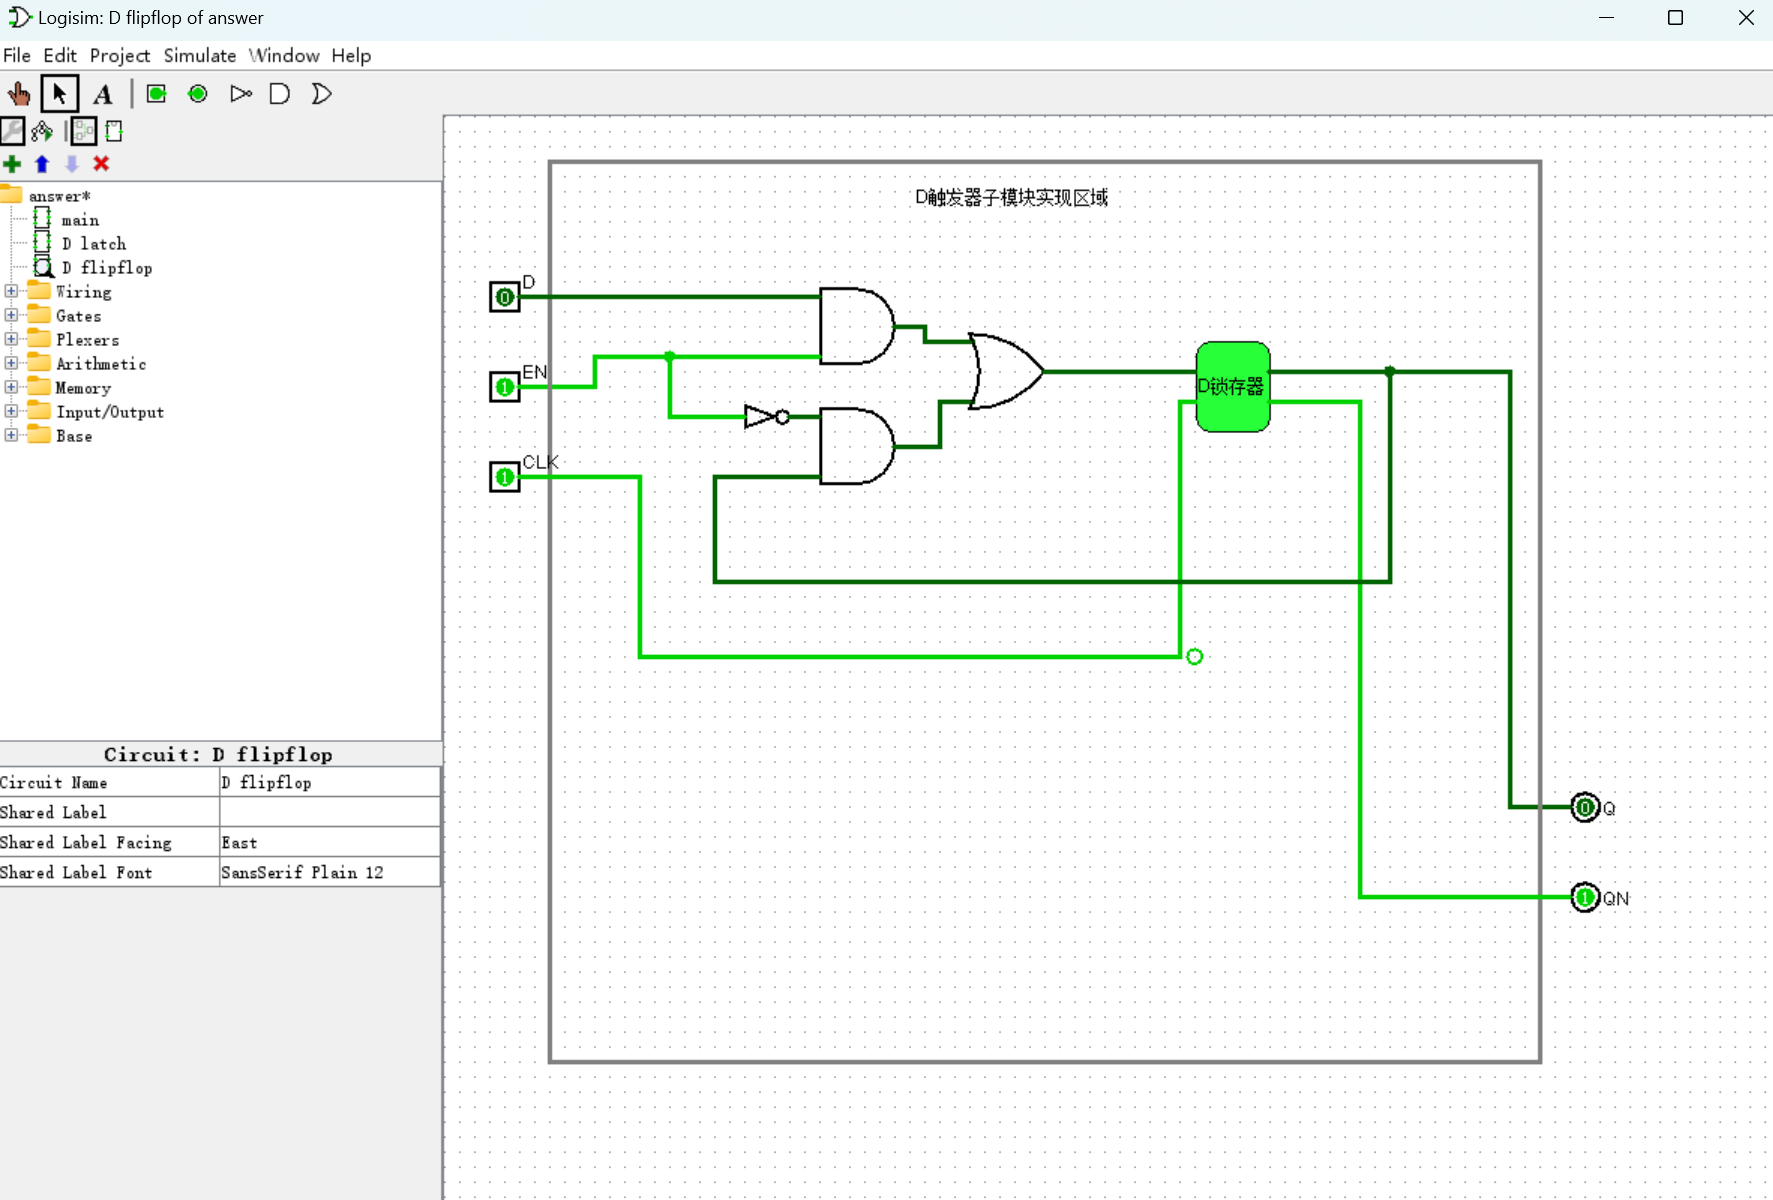 Logisim: D flipflop of answer
File Edit Project Simulate Window Help
A
answer*
main
D latch
D flipflop
Wiring
Gates
Plexers
Arithmetic
Memory
Input/Output
Base
Circuit: D flipflop
Circuit Name D flipflop
Shared Label
Shared Label Facing East
Shared Label Font SansSerif Plain 12
D触发器子模块实现区域
D
0
EN
1
CLK
1
D锁存器
0 Q
1 QN